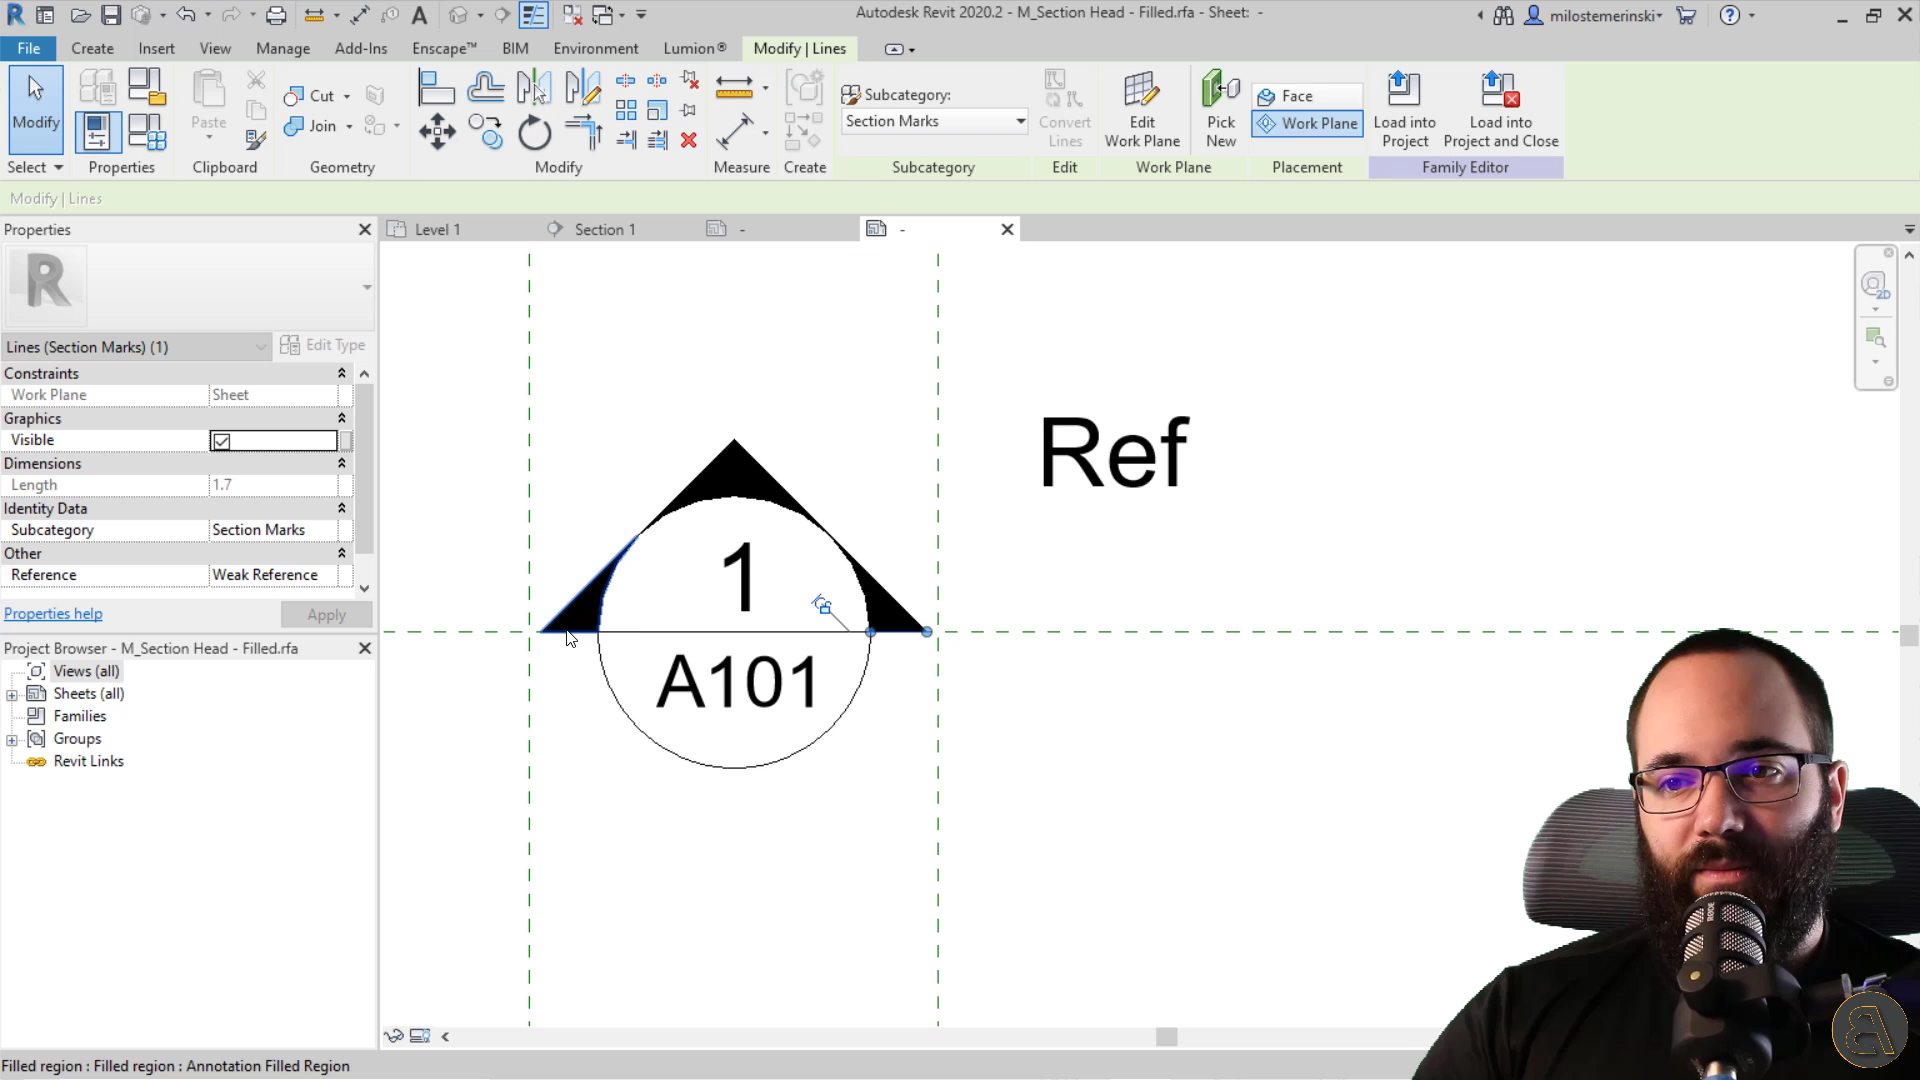 Autodesk Revit 2020.2 - M_Section Head - Filled.rfa - Sheet: -
milostemerinski
File
Create
Insert
View
Manage
Add-Ins
Enscape™
BIM
Environment
Lumion®
Modify | Lines
Modify
Select
Properties
Paste
Clipboard
Cut
Join
Geometry
Modify
Measure
Create
Subcategory:
Section Marks
Subcategory
Convert
Lines
Edit
Edit
Work Plane
Work Plane
Pick
New
Face
Work Plane
Placement
Load into
Project
Load into
Project and Close
Family Editor
Modify | Lines
Properties
Level 1
Section 1
-
-
R
Lines (Section Marks) (1)
Edit Type
Constraints
Work Plane
Sheet
Graphics
Visible
Dimensions
Length
1.7
Identity Data
Subcategory
Section Marks
Other
Reference
Weak Reference
Properties help
Apply
Project Browser - M_Section Head - Filled.rfa
Views (all)
Sheets (all)
Families
Groups
Revit Links
Ref
1
A101
2D
RØDE
Filled region : Filled region : Annotation Filled Region